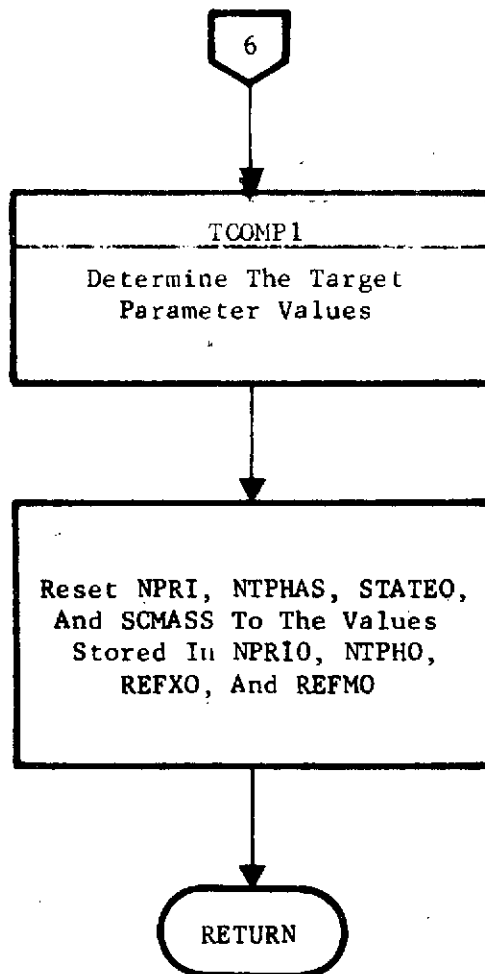 6
TCOMP1
Determine The Target
Parameter Values
Reset NPRI, NTPHAS, STATEO,
And SCMASS To The Values
Stored In NPRIO, NTPHO,
REFXO, And REFMO
RETURN